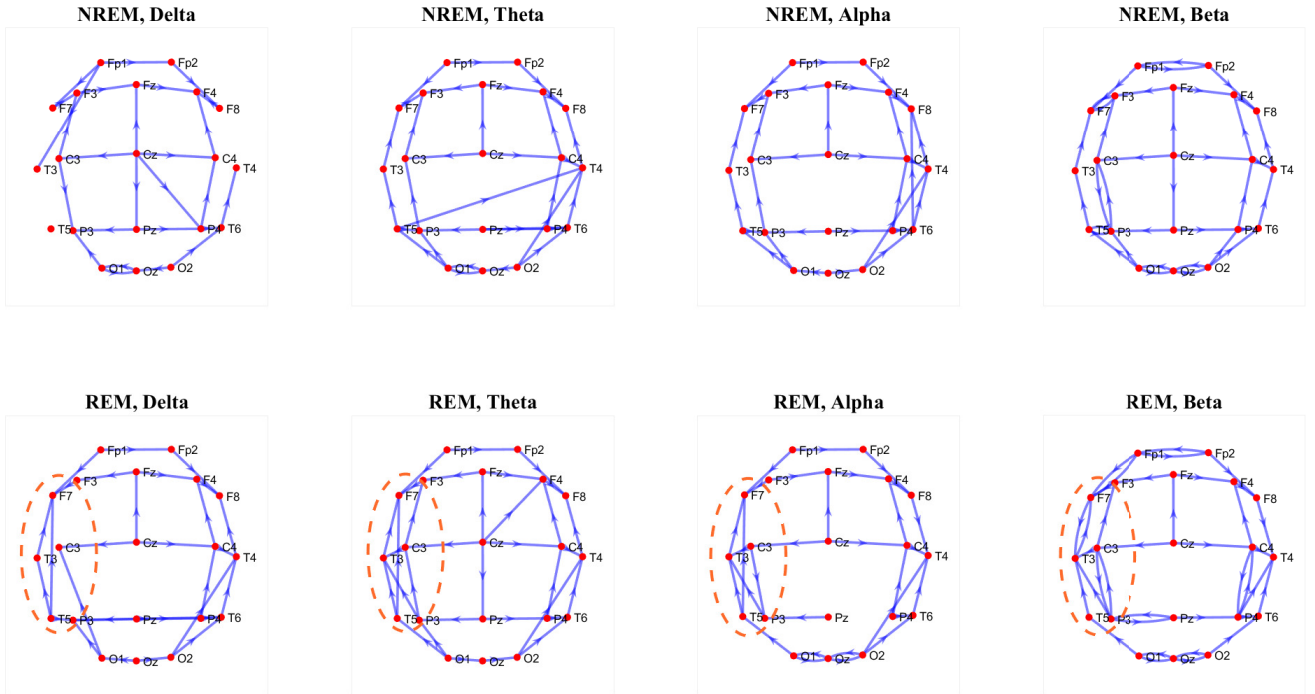 NREM, Delta NREM, Theta NREM, Alpha NREM, Beta
Fp1 Fp2 Fp1 Fp2 Fp1 Fp2 Fp1 Fp2
F7 F3 Fz F4 F8 F7 F3 Fz F4 F8 F7 F3 Fz F4 F8 F7 F3 Fz F4 F8
T3 C3 Cz C4 T4 T3 C3 Cz C4 T4 T3 C3 Cz C4 T4 T3 C3 Cz C4 T4
T5 P3 Pz P4 T6 T5 P3 Pz P4 T6 T5 P3 Pz P4 T6 T5 P3 Pz P4 T6
O1 Oz O2 O1 Oz O2 O1 Oz O2 O1 Oz O2
REM, Delta REM, Theta REM, Alpha REM, Beta
Fp1 Fp2 Fp1 Fp2 Fp1 Fp2 Fp1 Fp2
F7 F3 Fz F4 F8 F7 F3 Fz F4 F8 F7 F3 Fz F4 F8 F7 F3 Fz F4 F8
T3 C3 Cz C4 T4 T3 C3 Cz C4 T4 T3 C3 Cz C4 T4 T3 C3 Cz C4 T4
T5 P3 Pz P4 T6 T5 P3 Pz P4 T6 T5 P3 Pz P4 T6 T5 P3 Pz P4 T6
O1 Oz O2 O1 Oz O2 O1 Oz O2 O1 Oz O2